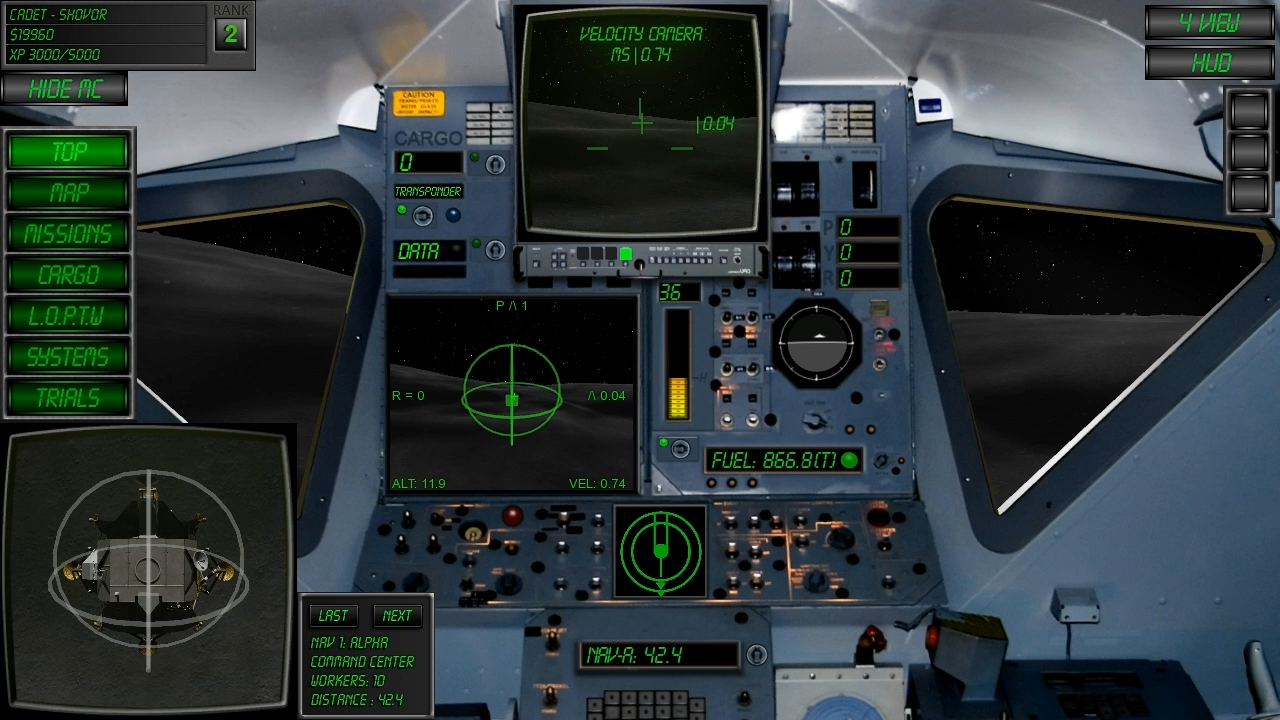 CADET - SHOVOR
$19960
XP 3000/5000
RANK
2
HIDE MC
TOP
MAP
MISSIONS
CARGO
L.O.P.T.W
SYSTEMS
TRIALS
VELOCITY CAMERA
MS|0.74
|0.04
4 VIEW
HUD
CAUTION
CARGO
0
TRANSPONDER
DATA
P 0
Y 0
R 0
36
P /\ 1
R = 0
/\ 0.04
ALT: 11.9
VEL: 0.74
FUEL: 866.8(T)
LAST
NEXT
NAV 1: ALPHA
COMMAND CENTER
WORKERS: 10
DISTANCE : 42.4
NAV-A: 42.4